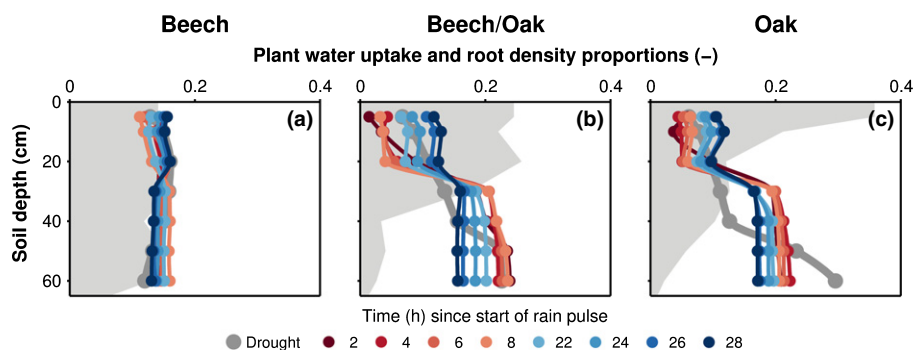 Beech Beech/Oak Oak
Plant water uptake and root density proportions (−)
0 0.2 0.4 0 0.2 0.4 0 0.2 0.4
0
(a) (b) (c)
20
40
60
Soil depth (cm)
Time (h) since start of rain pulse
Drought 2 4 6 8 22 24 26 28